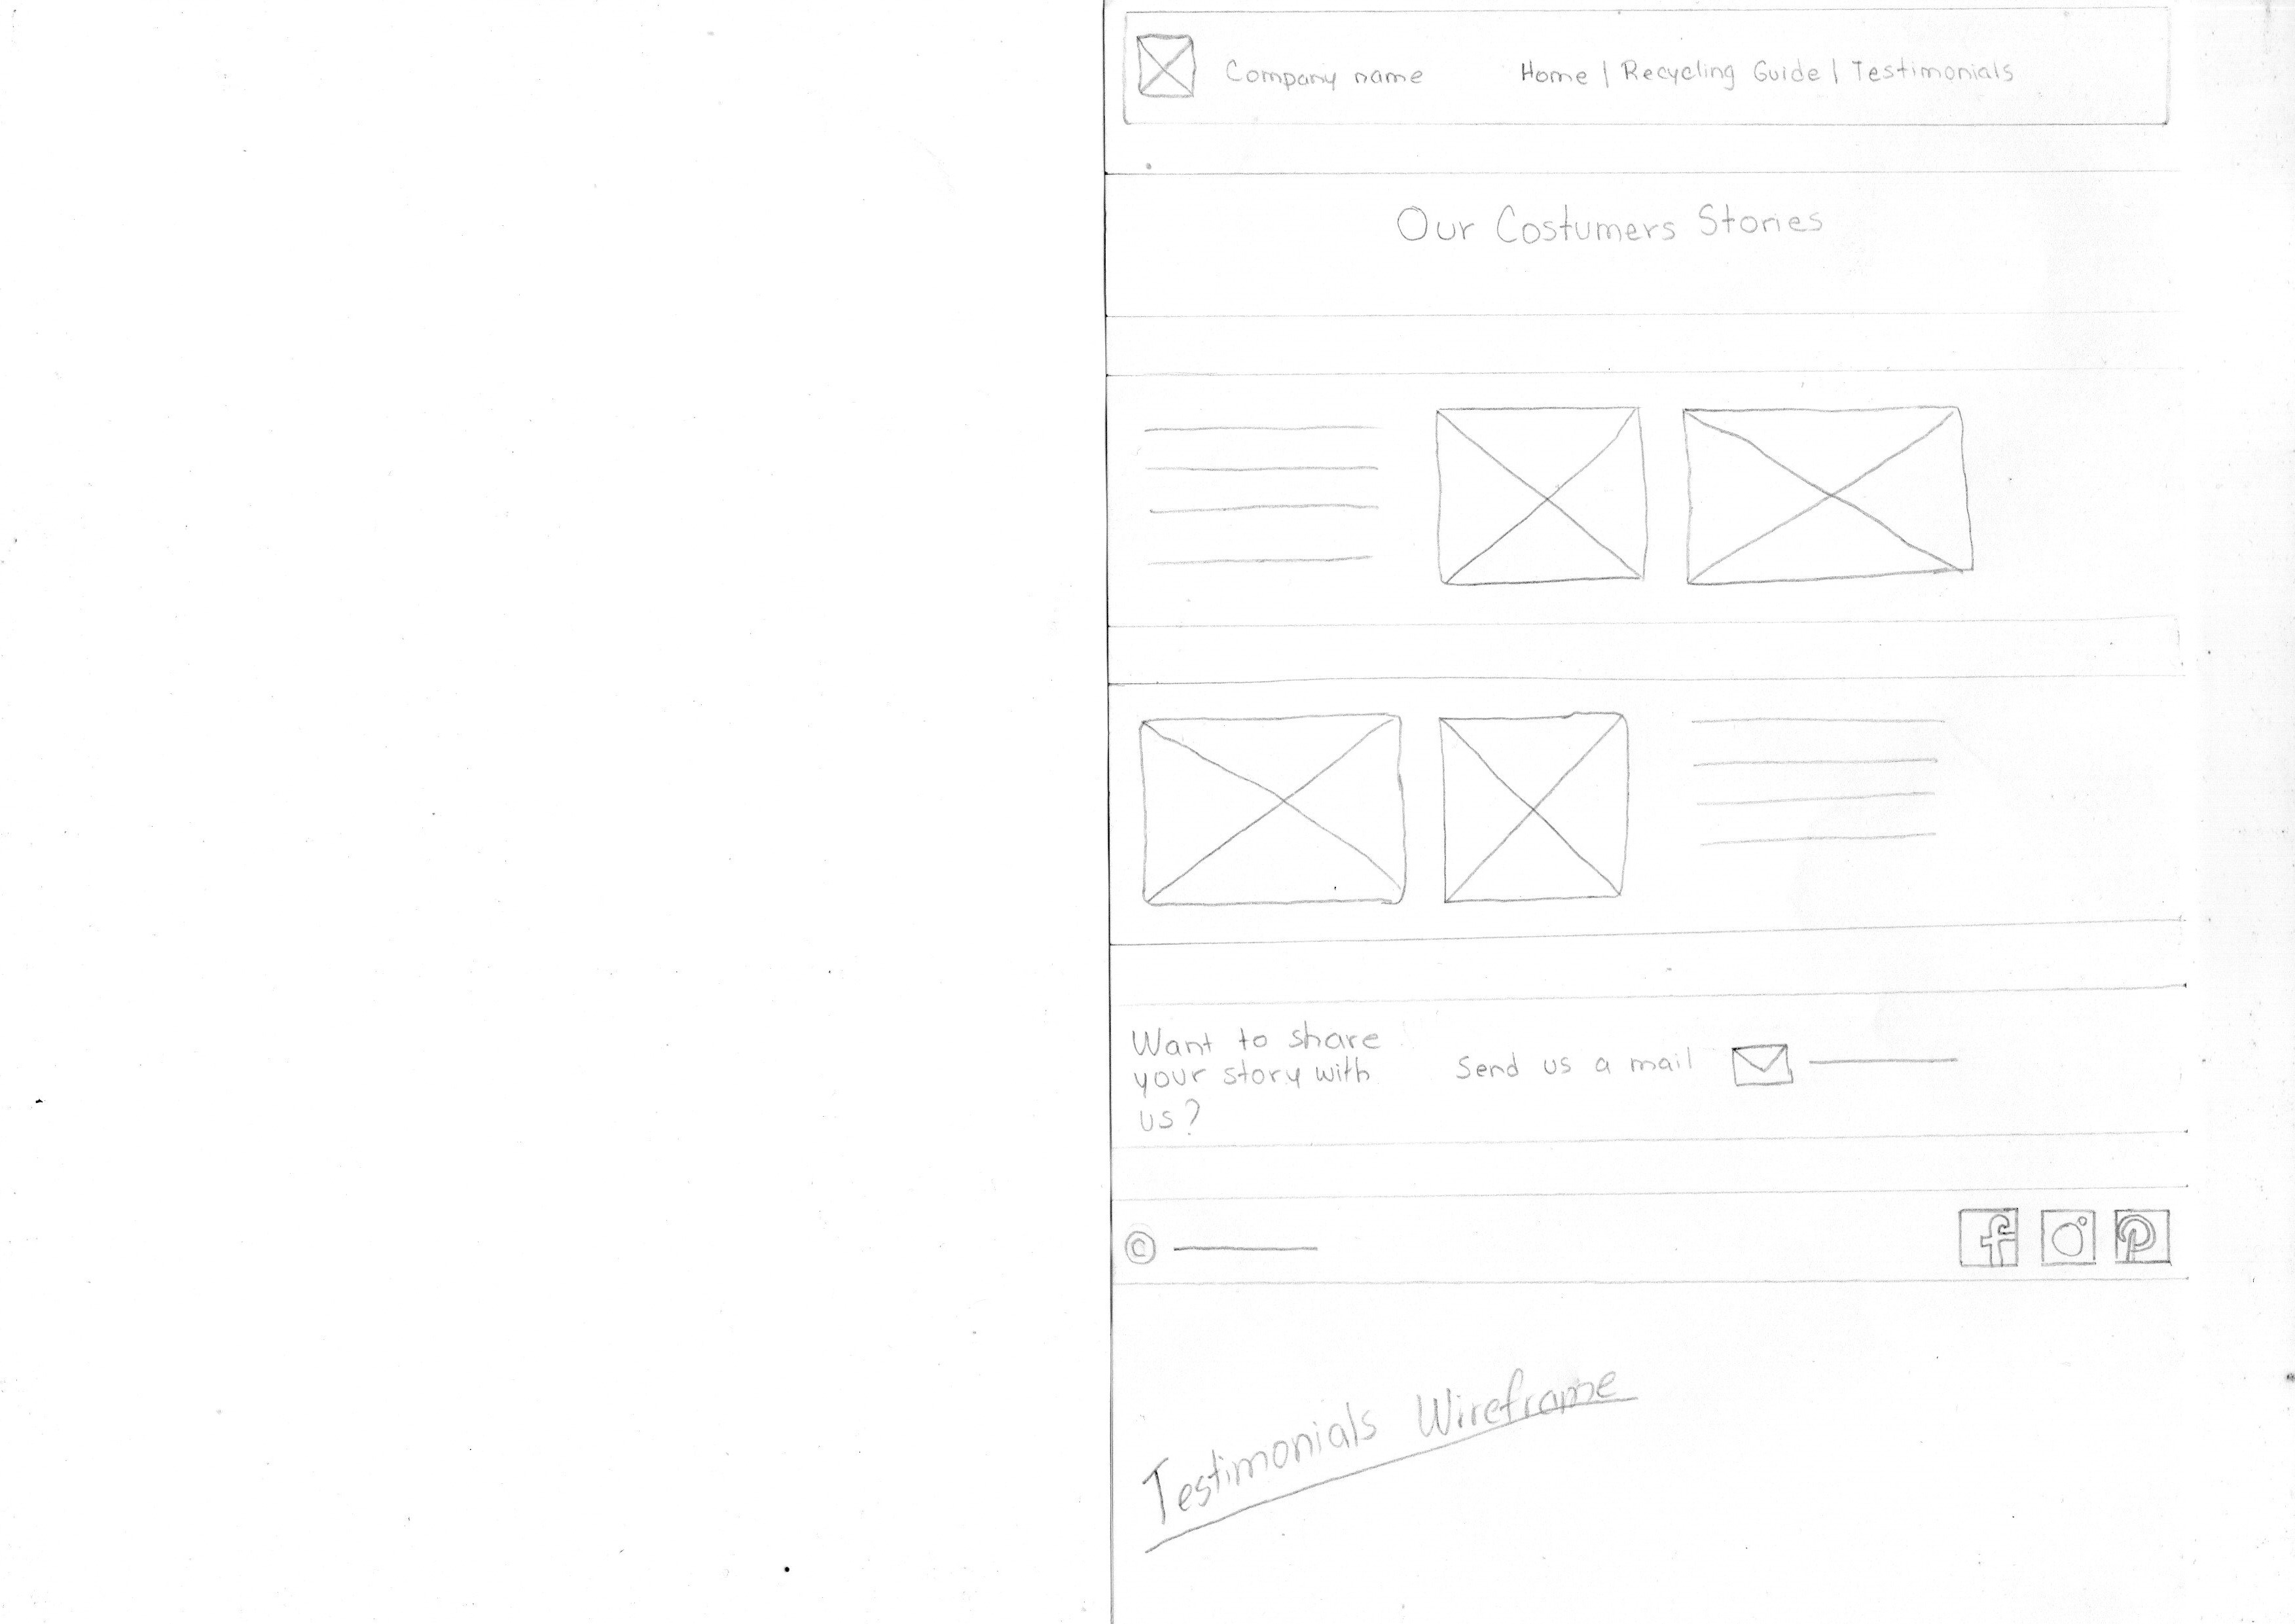 Company name
Home | Recycling Guide | Testimonials
Our Costumers Stories
Want to share
your story with
us?
Send us a mail
©
Testimonials Wireframe